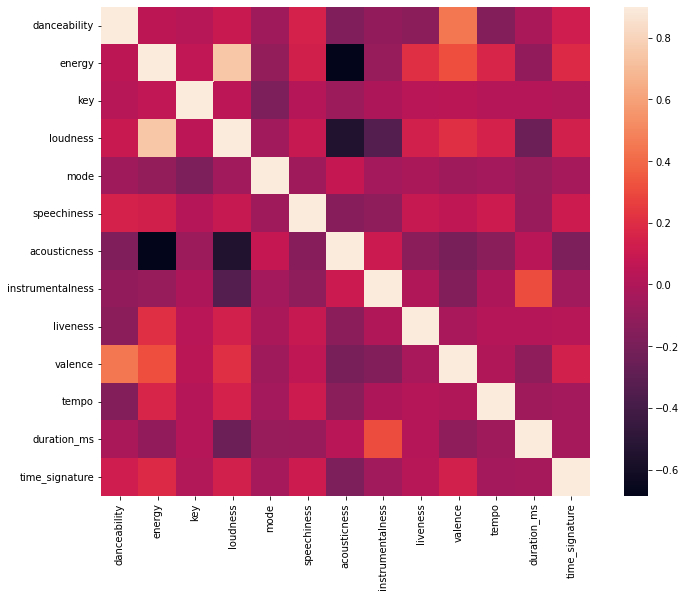 danceability
energy
key
loudness
mode
speechiness
acousticness
instrumentalness
liveness
valence
tempo
duration_ms
time_signature
danceability
energy
key
loudness
mode
speechiness
acousticness
instrumentalness
liveness
valence
tempo
duration_ms
time_signature
0.8
0.6
0.4
0.2
0.0
−0.2
−0.4
−0.6